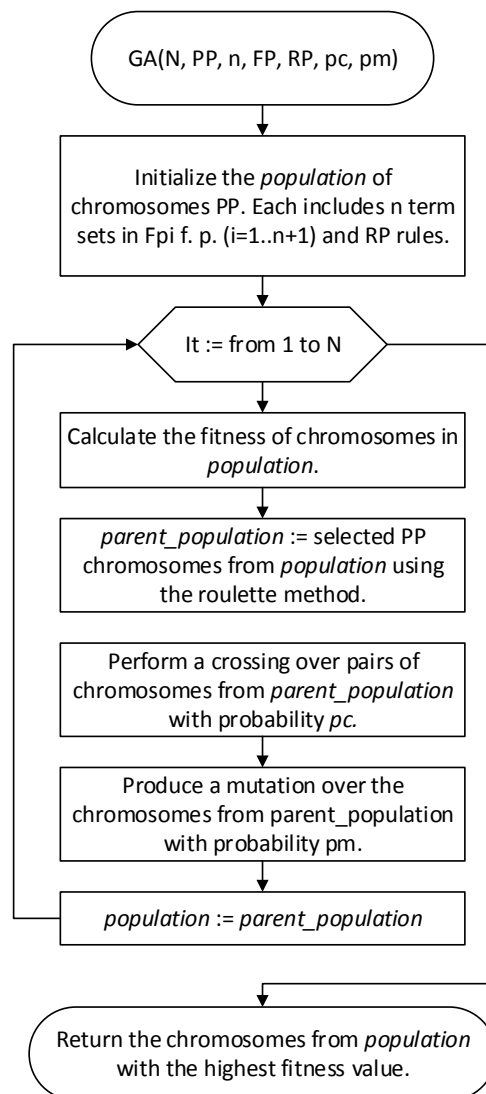 GA(N, PP, n, FP, RP, pc, pm)
Initialize the population of
chromosomes PP. Each includes n term
sets in Fpi f. p. (i=1..n+1) and RP rules.
It := from 1 to N
Calculate the fitness of chromosomes in
population.
parent_population := selected PP
chromosomes from population using
the roulette method.
Perform a crossing over pairs of
chromosomes from parent_population
with probability pc.
Produce a mutation over the
chromosomes from parent_population
with probability pm.
population := parent_population
Return the chromosomes from population
with the highest fitness value.